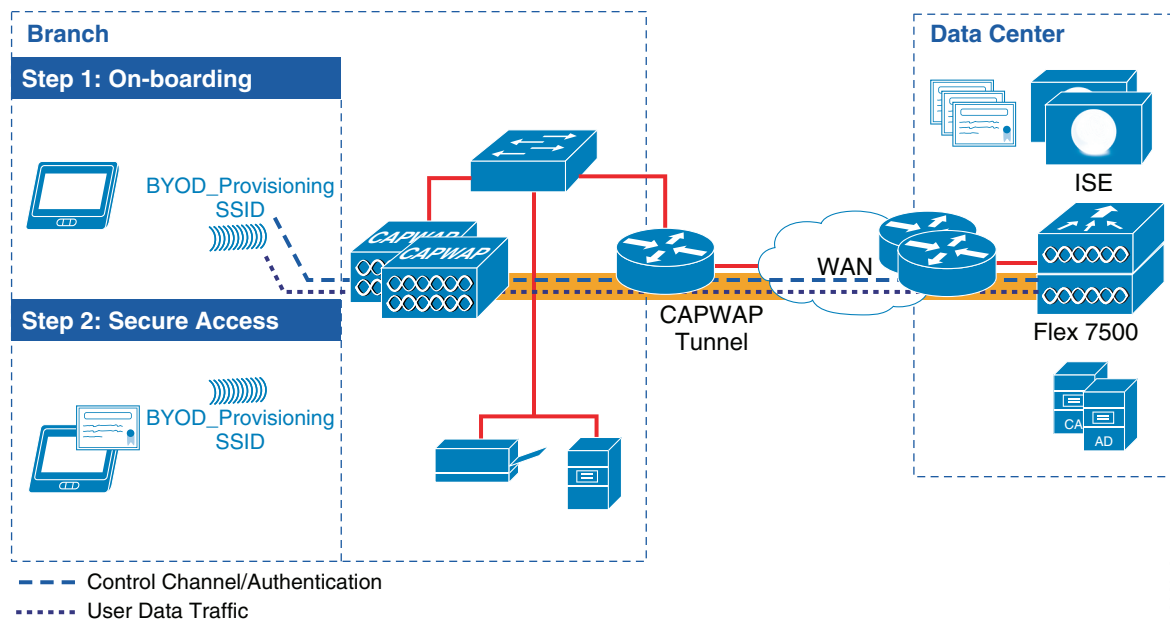 Branch
Data Center
Step 1: On-boarding
BYOD_Provisioning
SSID
ISE
CAPWAP
CAPWAP
WAN
CAPWAP
Tunnel
Flex 7500
Step 2: Secure Access
BYOD_Provisioning
SSID
CA
AD
Control Channel/Authentication
User Data Traffic